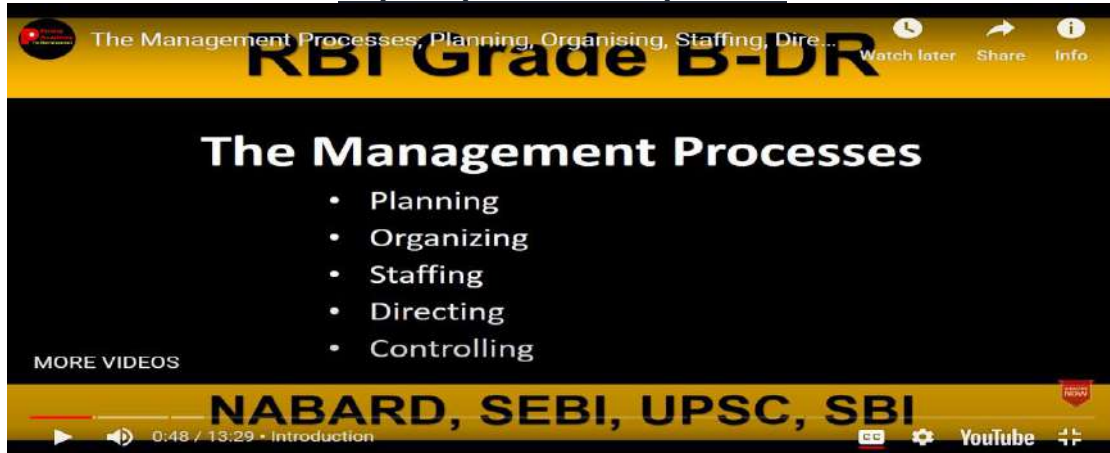 The Management Processes, Planning, Organising, Staffing, Dire...
RBI Grade B-DR
Watch later Share Info
The Management Processes
• Planning
• Organizing
• Staffing
• Directing
• Controlling
MORE VIDEOS
NABARD, SEBI, UPSC, SBI
0:48 / 13:29 • Introduction
CC
YouTube